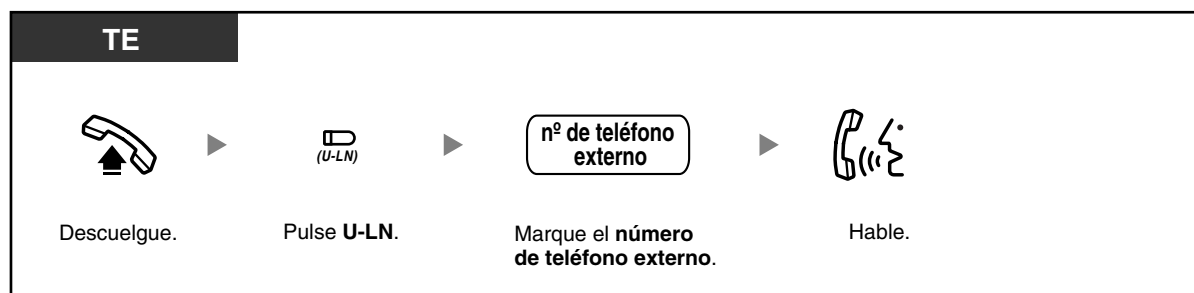 TE
(U-LN)
nº de teléfono
externo
Descuelgue.
Pulse U-LN.
Marque el número
de teléfono externo.
Hable.